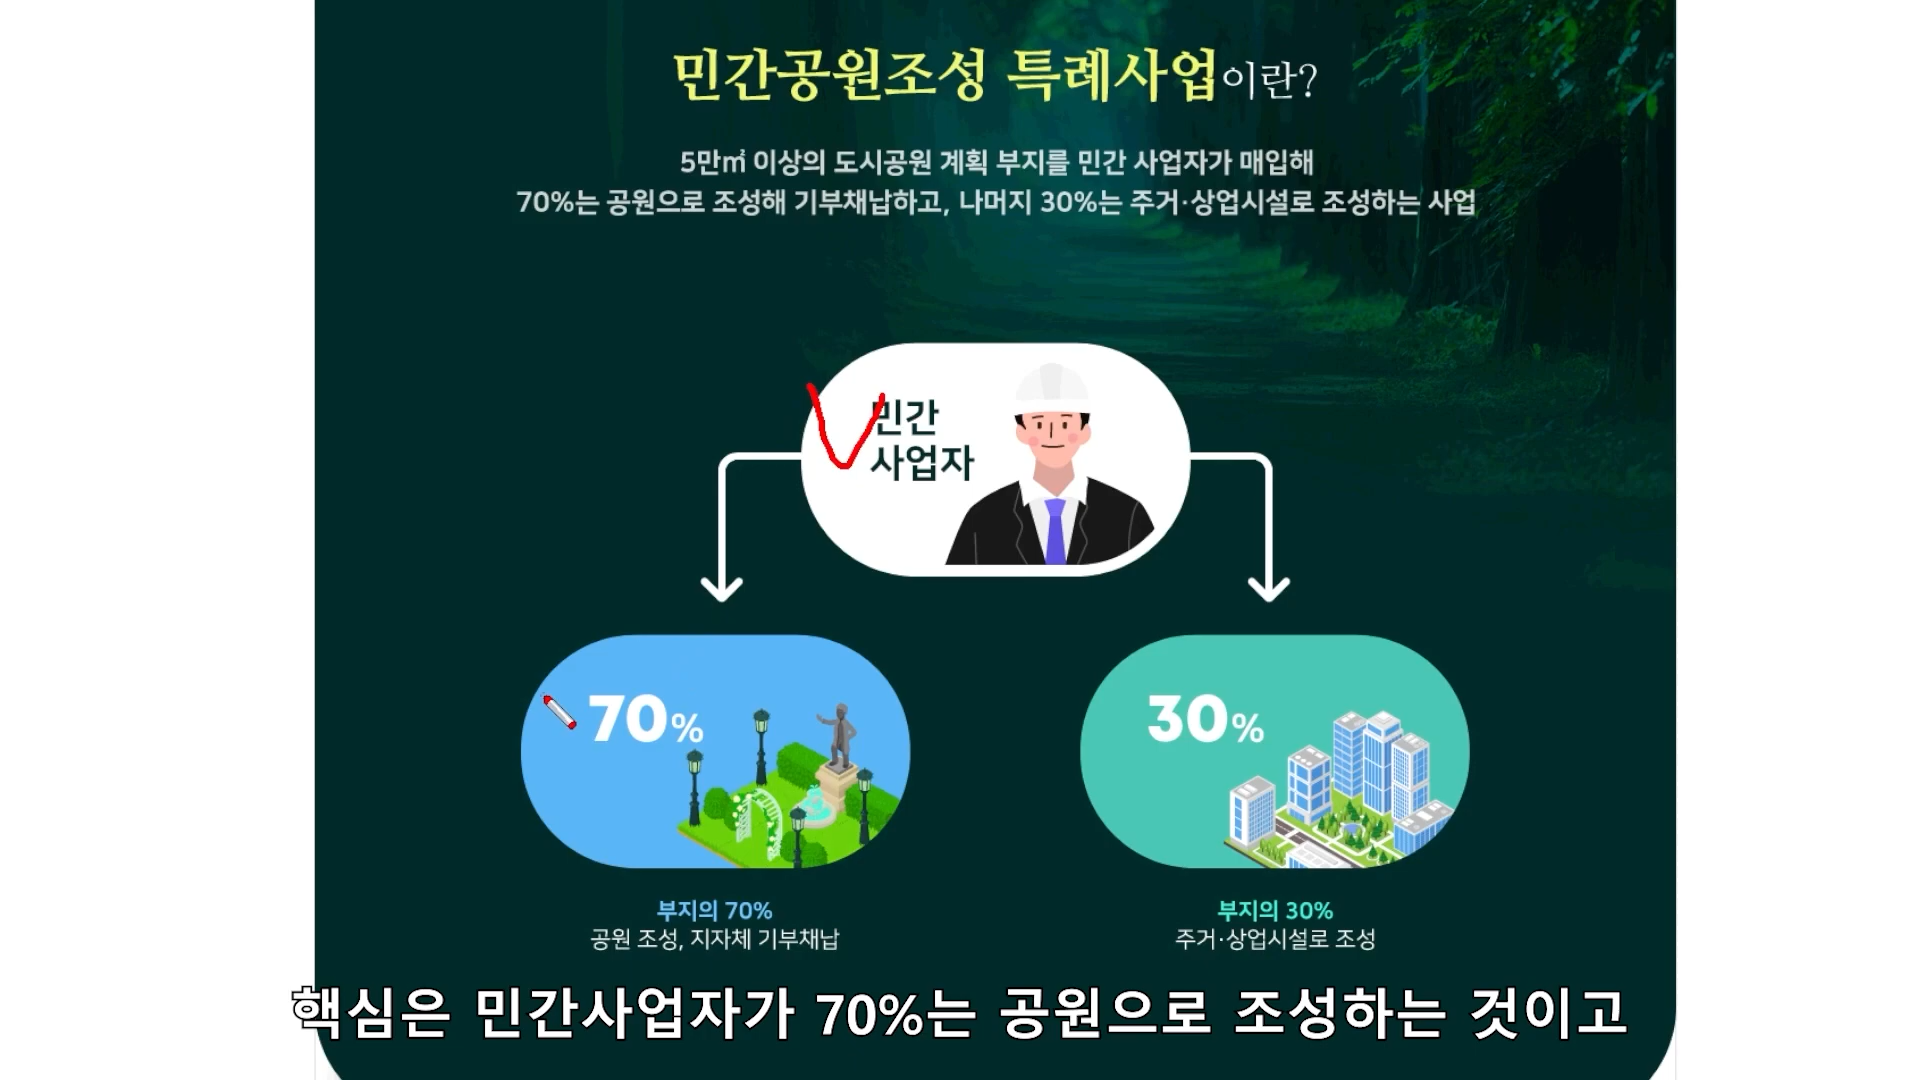 민간공원조성 특례사업이란?
5만㎡ 이상의 도시공원 계획 부지를 민간 사업자가 매입해
70%는 공원으로 조성해 기부채납하고, 나머지 30%는 주거·상업시설로 조성하는 사업
민간
사업자
70%
30%
부지의 70%
공원 조성, 지자체 기부채납
부지의 30%
주거·상업시설로 조성
핵심은 민간사업자가 70%는 공원으로 조성하는 것이고